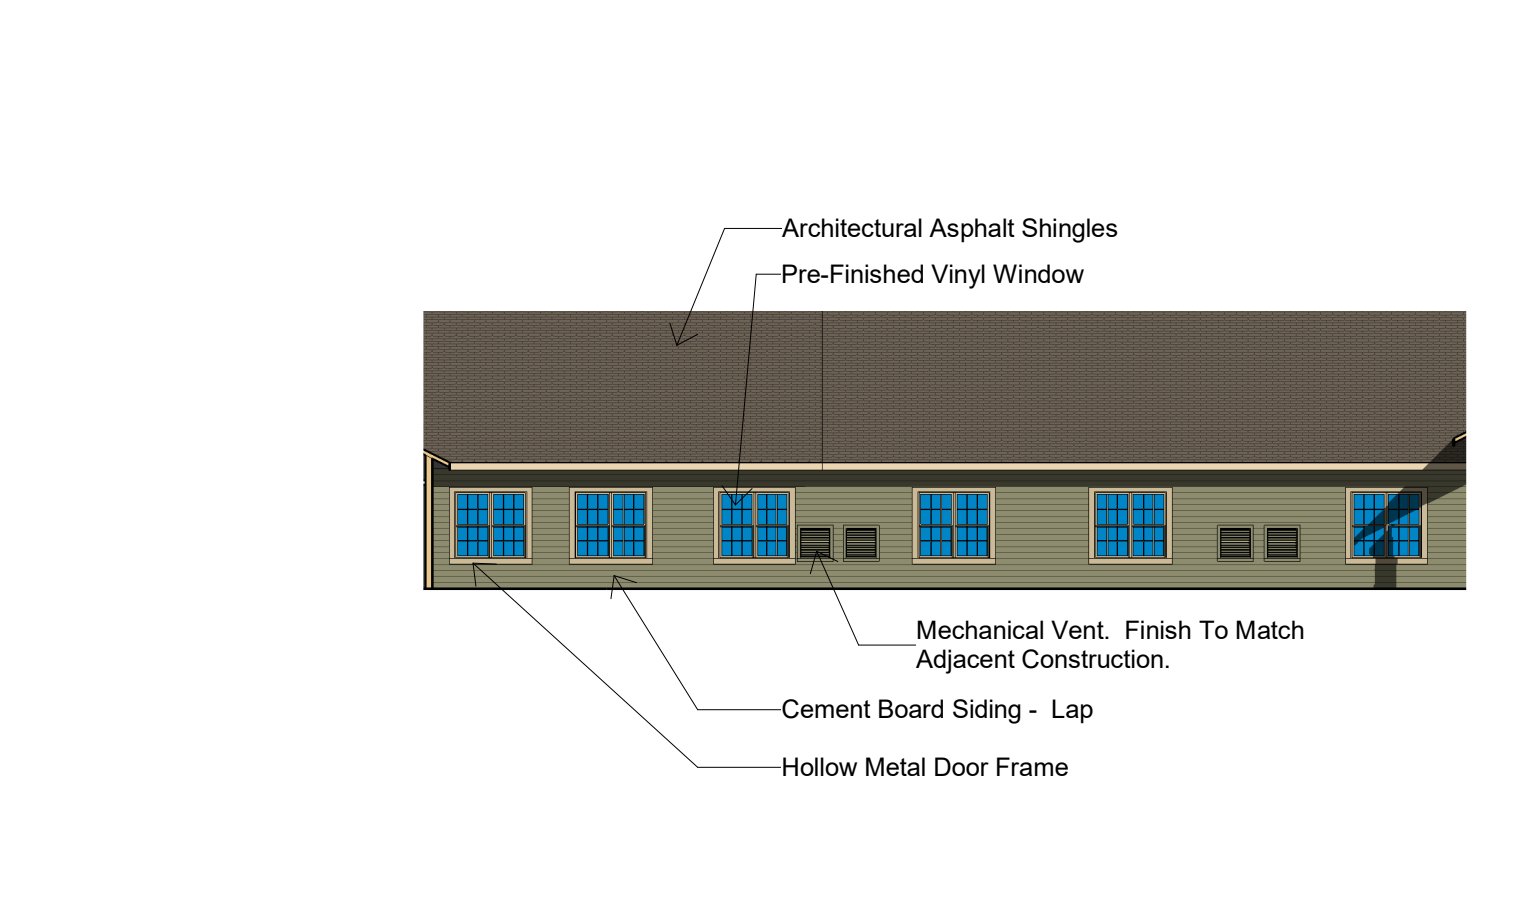 Architectural Asphalt Shingles
Pre-Finished Vinyl Window
Mechanical Vent.  Finish To Match
Adjacent Construction.
Cement Board Siding -  Lap
Hollow Metal Door Frame